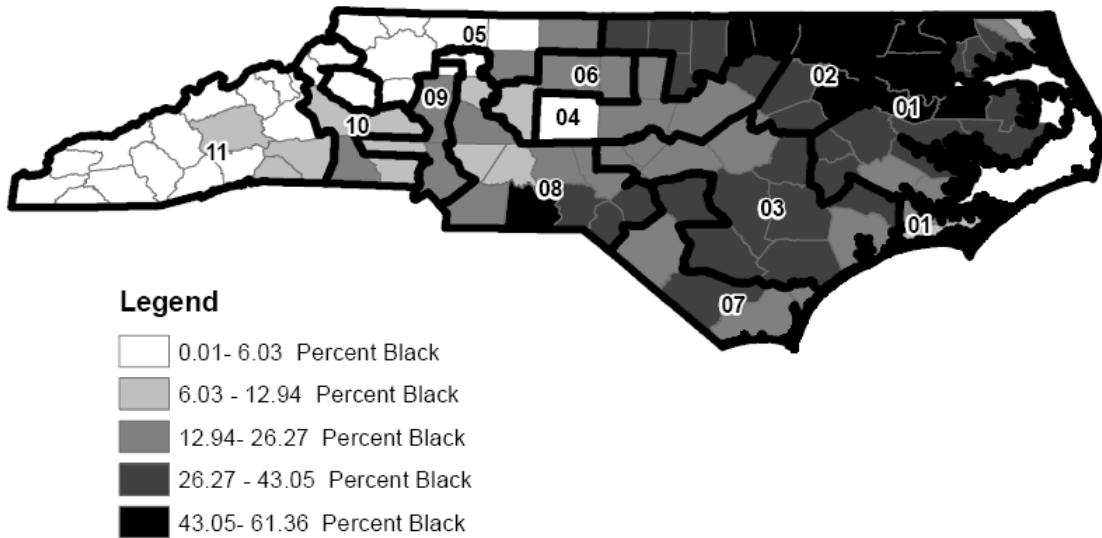 05
06
02
09
04
01
10
11
08
03
01
07
Legend
0.01- 6.03 Percent Black
6.03 - 12.94 Percent Black
12.94- 26.27 Percent Black
26.27 - 43.05 Percent Black
43.05- 61.36 Percent Black